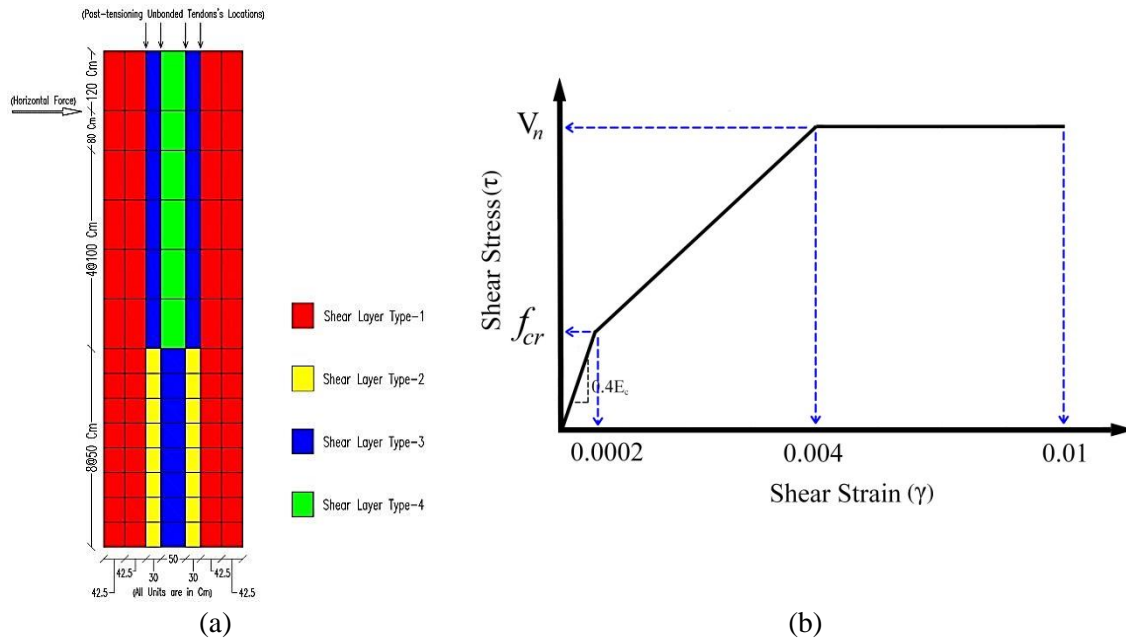 (Post-tensioning Unbonded Tendons's Locations)
120 Cm
(Horizontal Force)
80 Cm
4@100 Cm
8@50 Cm
Shear Layer Type-1
Shear Layer Type-2
Shear Layer Type-3
Shear Layer Type-4
50
42.5 42.5
30 30
(All Units are in Cm)
42.5 42.5
(a)
Shear Stress (τ)
Vn
fcr
0.4Ec
0.0002 0.004 0.01
Shear Strain (γ)
(b)